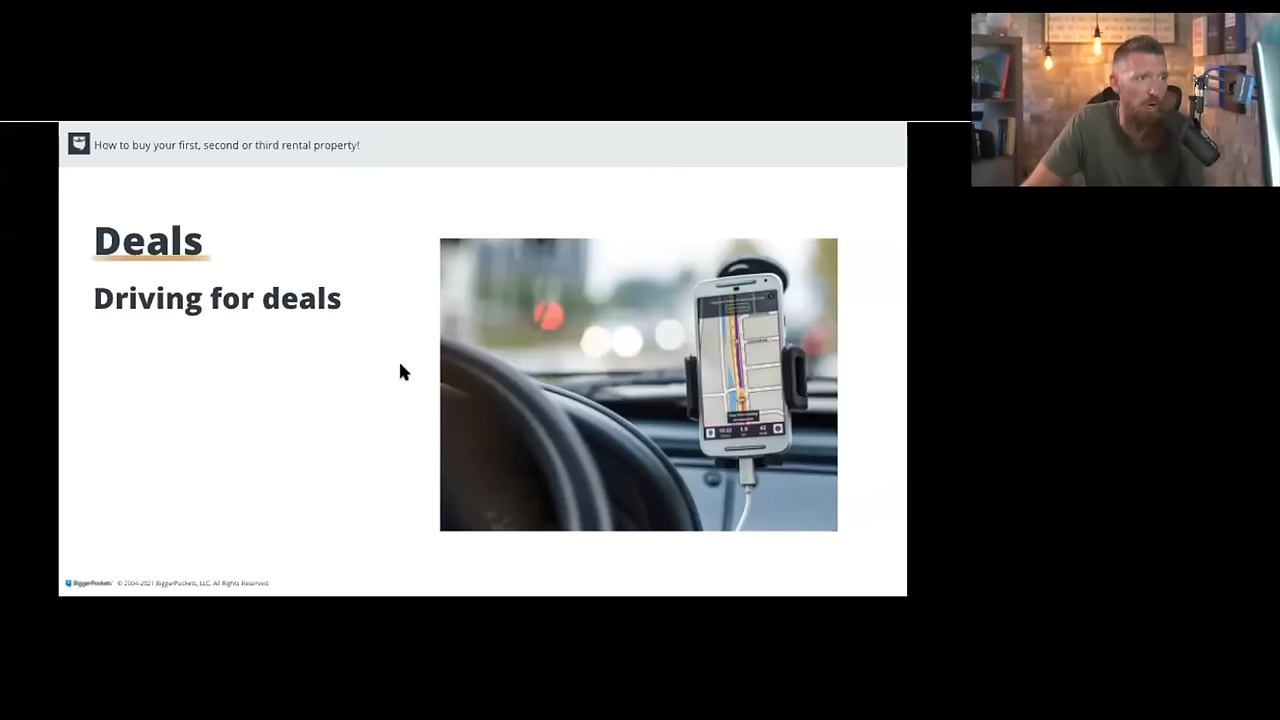 How to buy your first, second or third rental property!
Deals
Driving for deals
BiggerPockets © 2004-2021 BiggerPockets, LLC. All Rights Reserved.